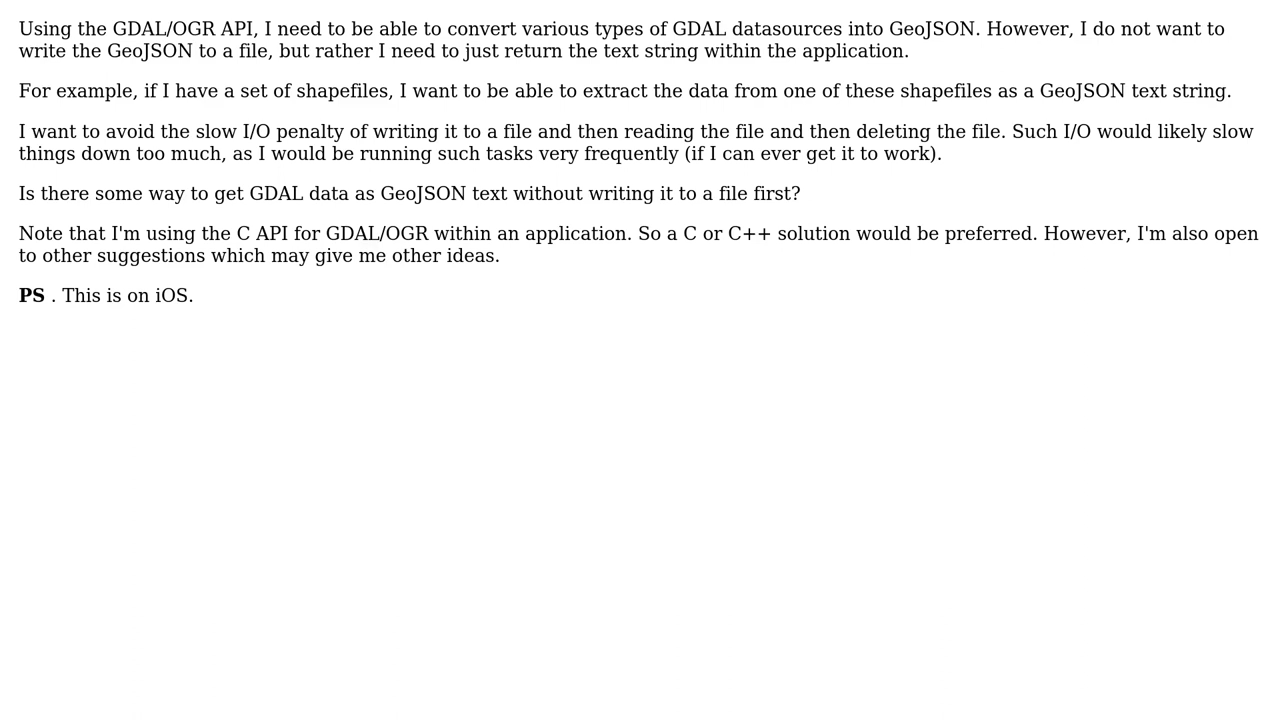 Using the GDAL/OGR API, I need to be able to convert various types of GDAL datasources into GeoJSON. However, I do not want to
write the GeoJSON to a file, but rather I need to just return the text string within the application.
For example, if I have a set of shapefiles, I want to be able to extract the data from one of these shapefiles as a GeoJSON text string.
I want to avoid the slow I/O penalty of writing it to a file and then reading the file and then deleting the file. Such I/O would likely slow
things down too much, as I would be running such tasks very frequently (if I can ever get it to work).
Is there some way to get GDAL data as GeoJSON text without writing it to a file first?
Note that I'm using the C API for GDAL/OGR within an application. So a C or C++ solution would be preferred. However, I'm also open
to other suggestions which may give me other ideas.
PS . This is on iOS.